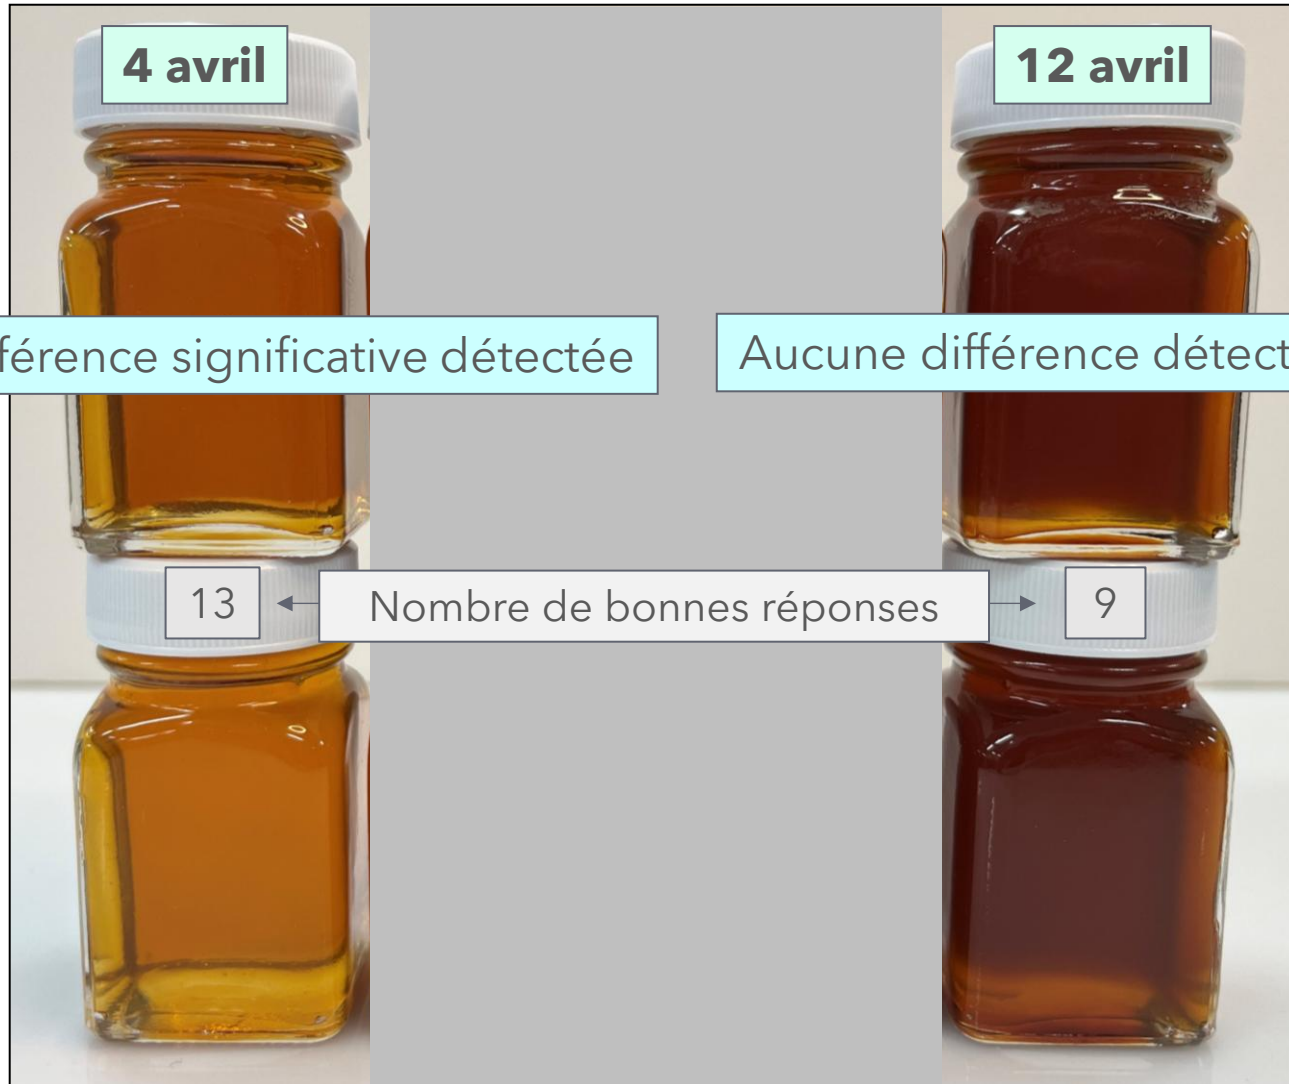 4 avril
12 avril
férence significative détectée
Aucune différence détect
13
Nombre de bonnes réponses
9